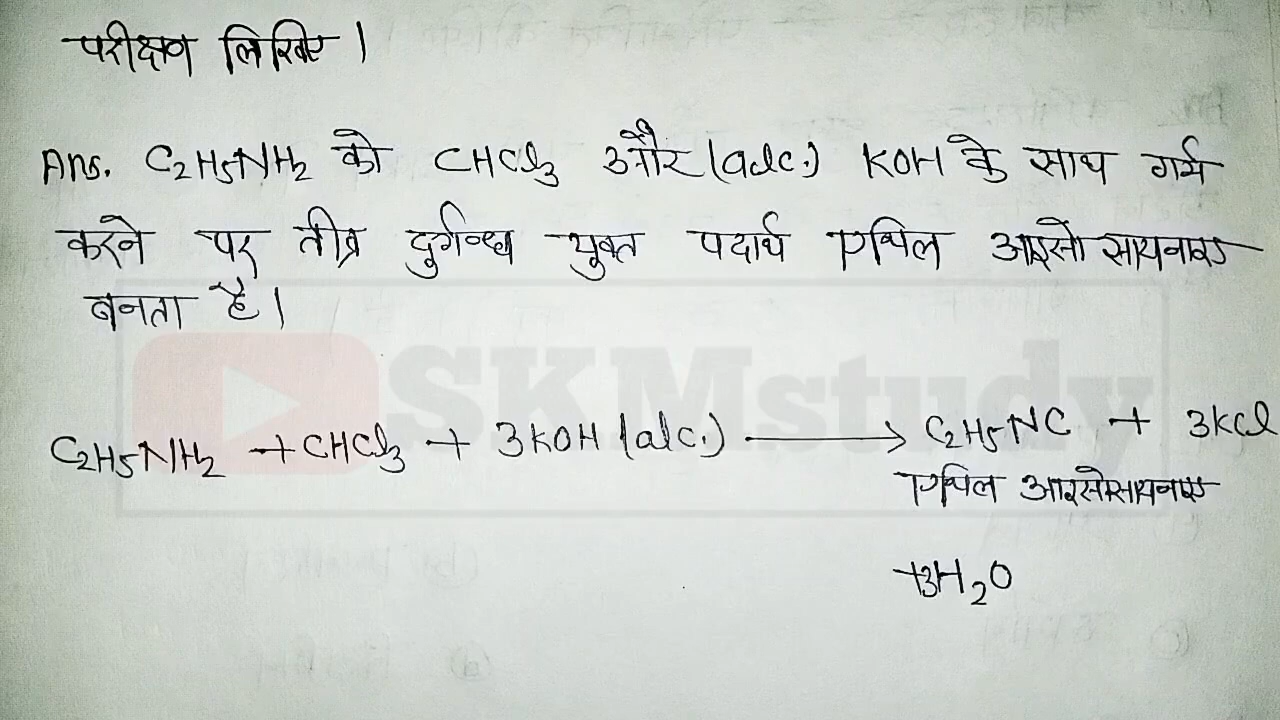 परीक्षण लिखिए।
Ans. C2H5NH2 को CHCl3 और (alc.) KOH के साथ गर्म
करने पर तीव्र दुर्गन्ध युक्त पदार्थ एथिल आइसोसायनाइड
बनता है।
SKMstudy
C2H5NH2 + CHCl3 + 3KOH (alc.) ⟶ C2H5NC + 3KCl
एथिल आइसोसायनाइड
+3H2O